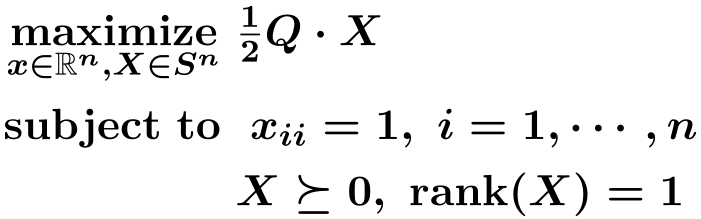 maximize ½Q · X
x∈ℝⁿ,X∈Sⁿ
subject to xᵢᵢ = 1, i = 1, · · · , n
X ⪰ 0, rank(X) = 1